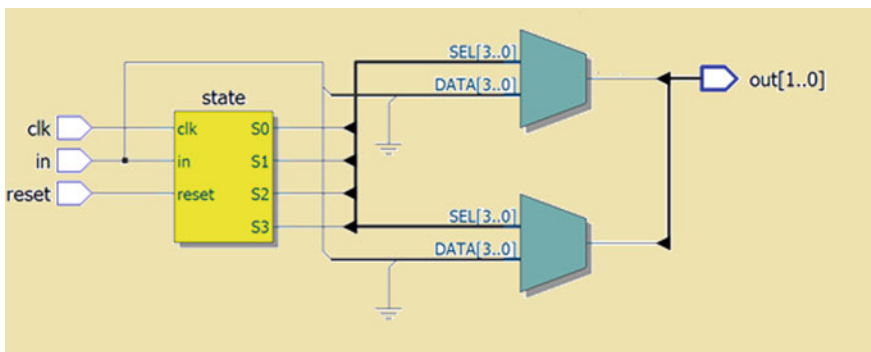 SEL[3..0]
DATA[3..0]
out[1..0]
state
clk
in
reset
clk
in
reset
S0
S1
S2
S3
SEL[3..0]
DATA[3..0]